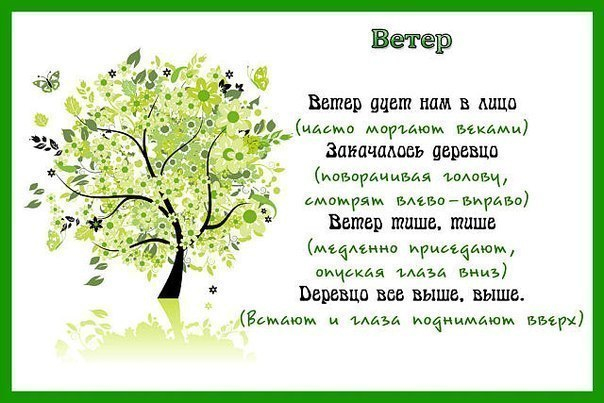 Ветер
Ветер дует нам в лицо
(часто моргают веками)
Закачалось деревцо
(поворачивая голову,
смотрят влево-вправо)
Ветер тише, тише
(медленно приседают,
опуская глаза вниз)
Деревцо все выше, выше.
(Встают и глаза поднимают вверх)